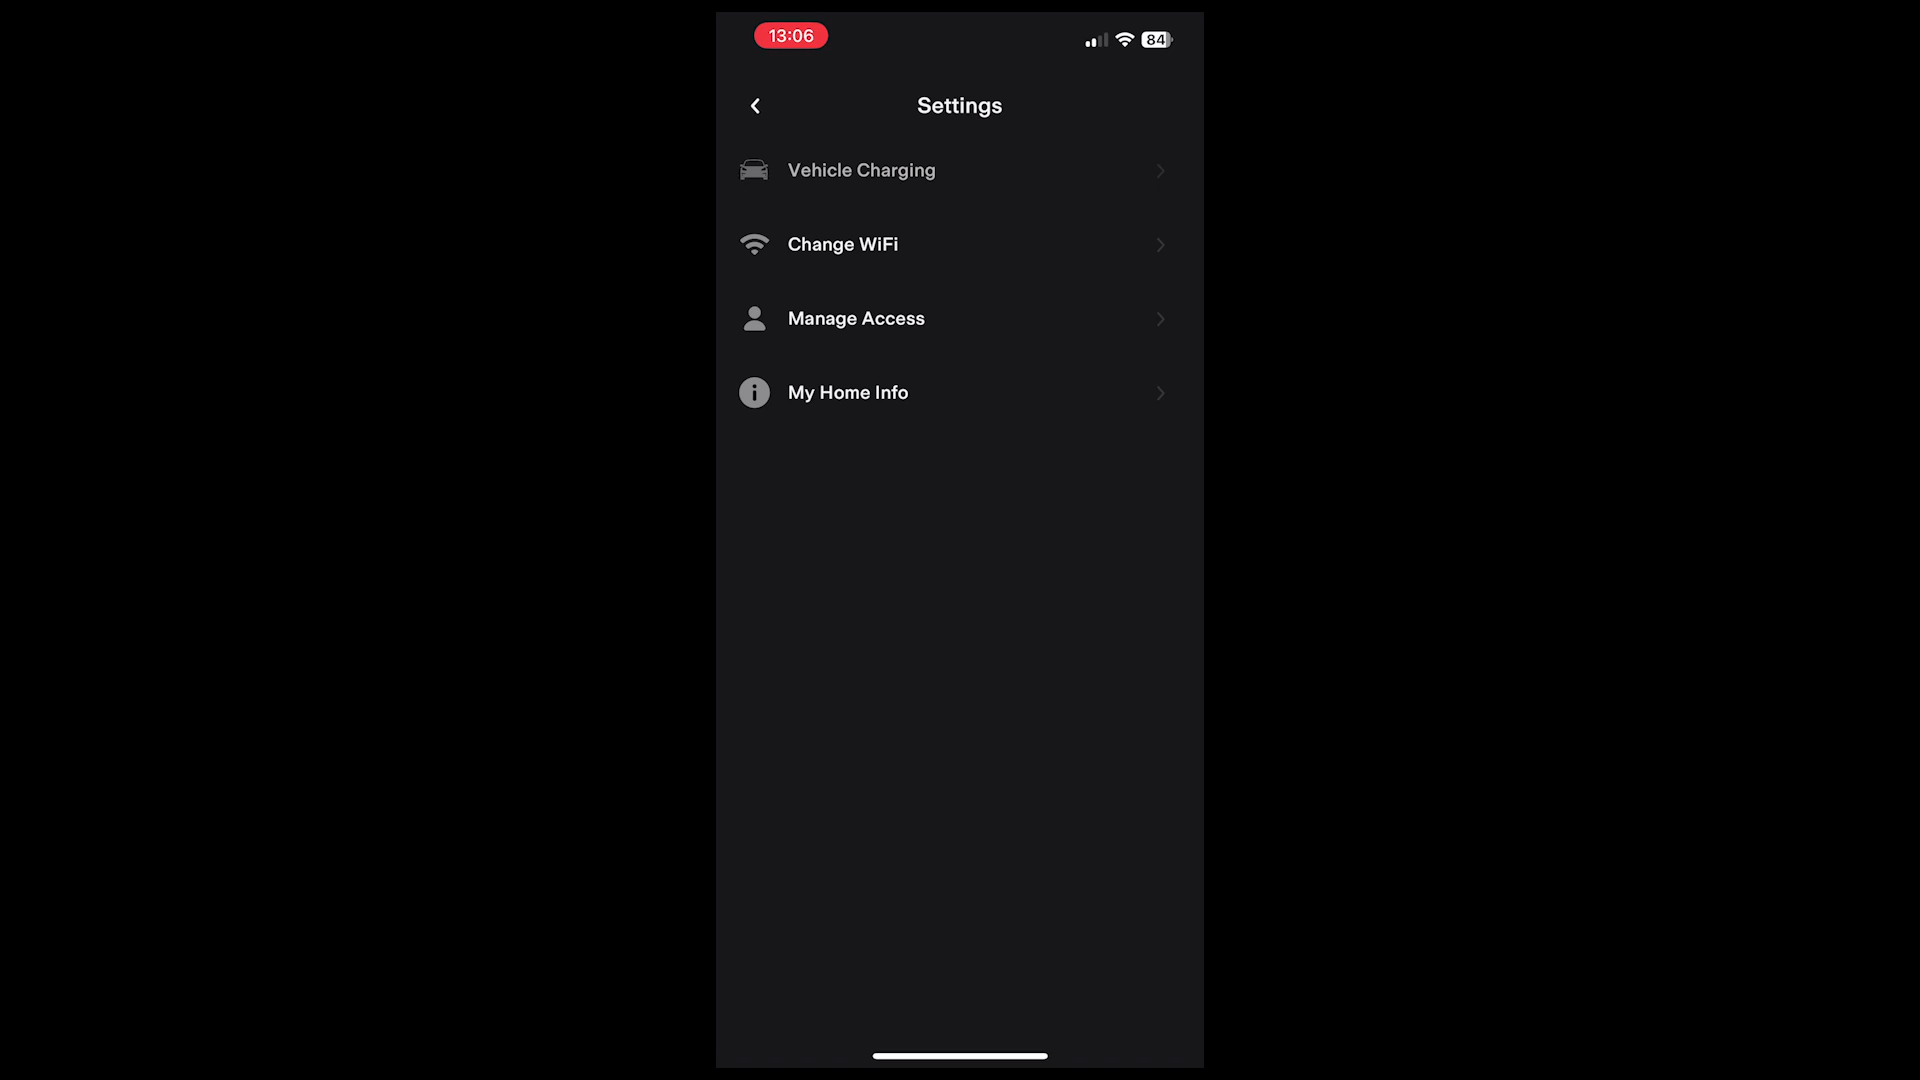 13:06
84
Settings
Vehicle Charging
Change WiFi
Manage Access
My Home Info